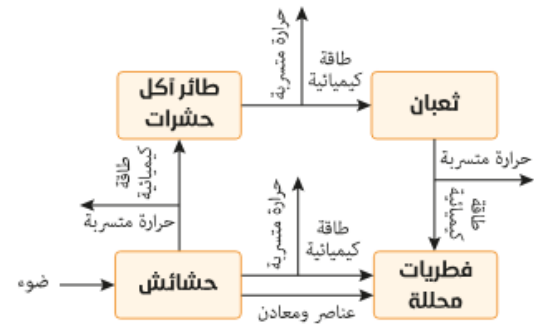 حرارة متسربة
طاقة
كيميائية
طائر آكل
حشرات
ثعبان
طاقة
كيميائية
حرارة متسربة
حرارة متسربة
طاقة
كيميائية
حرارة متسربة
طاقة
كيميائية
ضوء
حشائش
فطريات
محللة
عناصر ومعادن